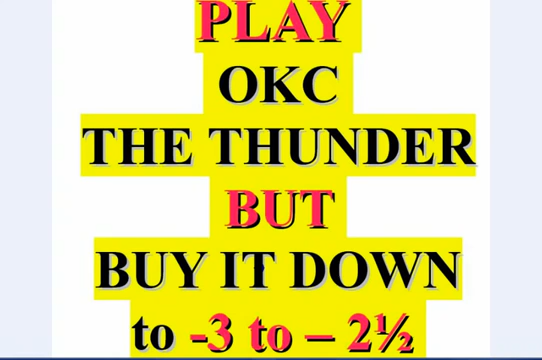 PLAY
OKC
THE THUNDER
BUT
BUY IT DOWN
to -3 to – 2½